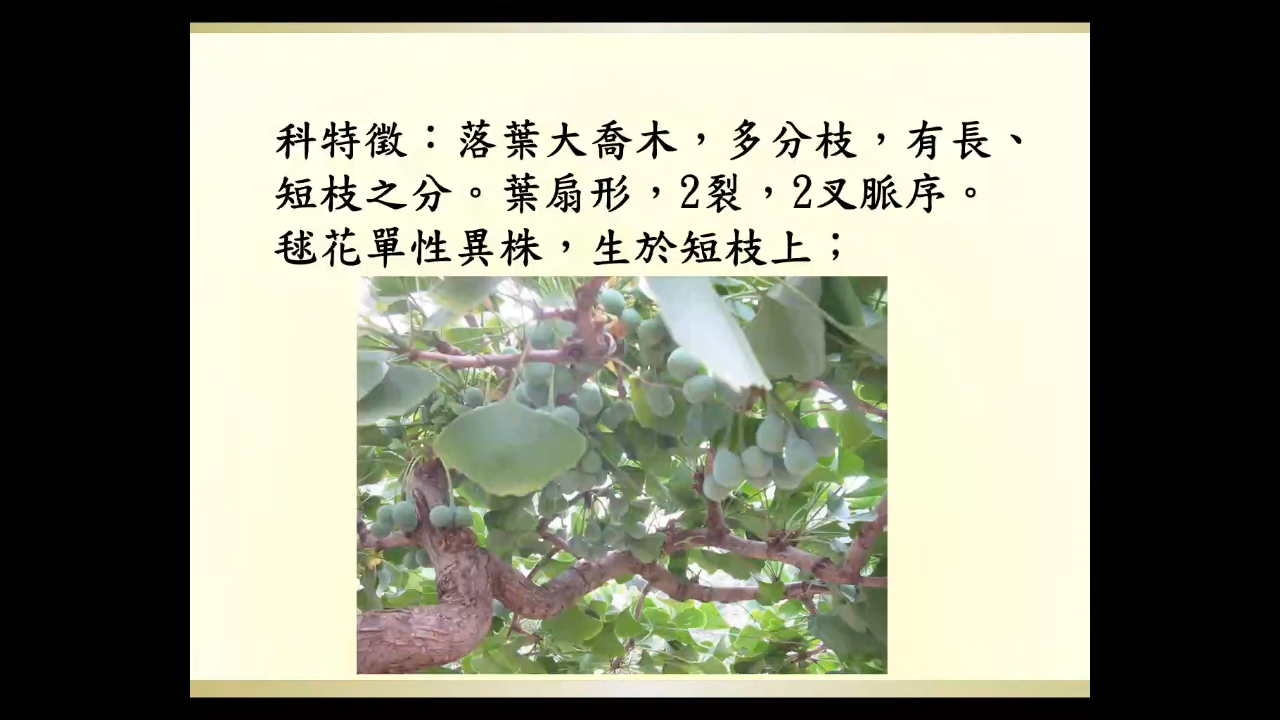 科特徵：落葉大喬木，多分枝，有長、
短枝之分。葉扇形，2裂，2叉脈序。
毬花單性異株，生於短枝上；